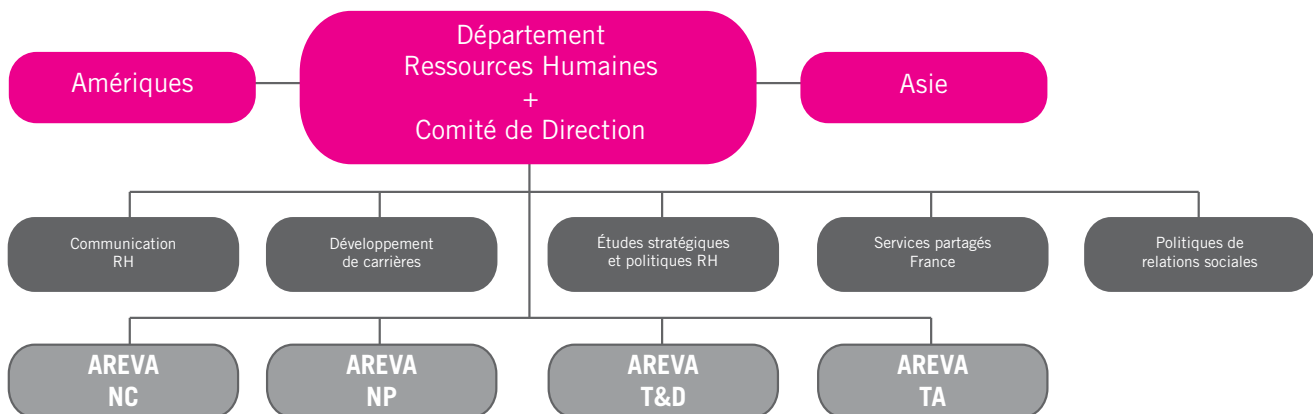 Amériques
Département
Ressources Humaines
+
Comité de Direction
Asie
Communication
RH
Développement
de carrières
Études stratégiques
et politiques RH
Services partagés
France
Politiques de
relations sociales
AREVA
NC
AREVA
NP
AREVA
T&D
AREVA
TA